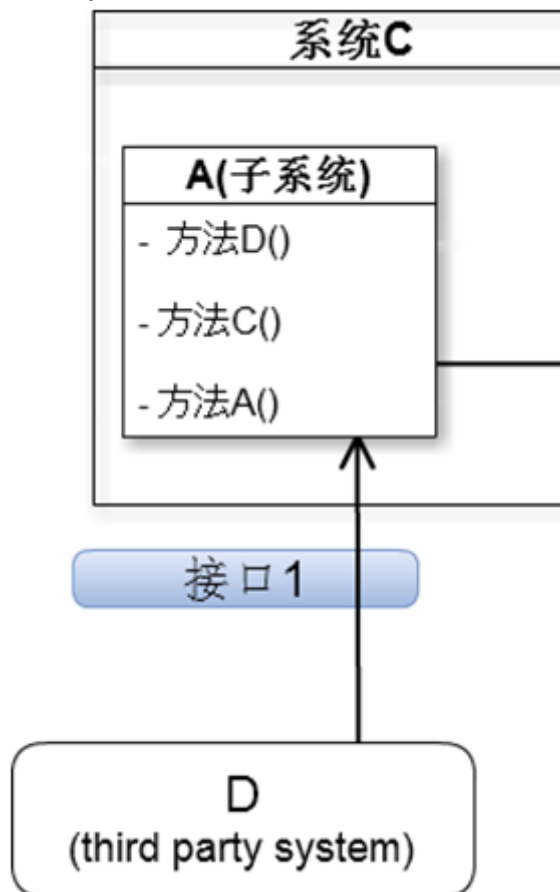 系统C
A(子系统)
- 方法D()
- 方法C()
- 方法A()
接口1
D
(third party system)